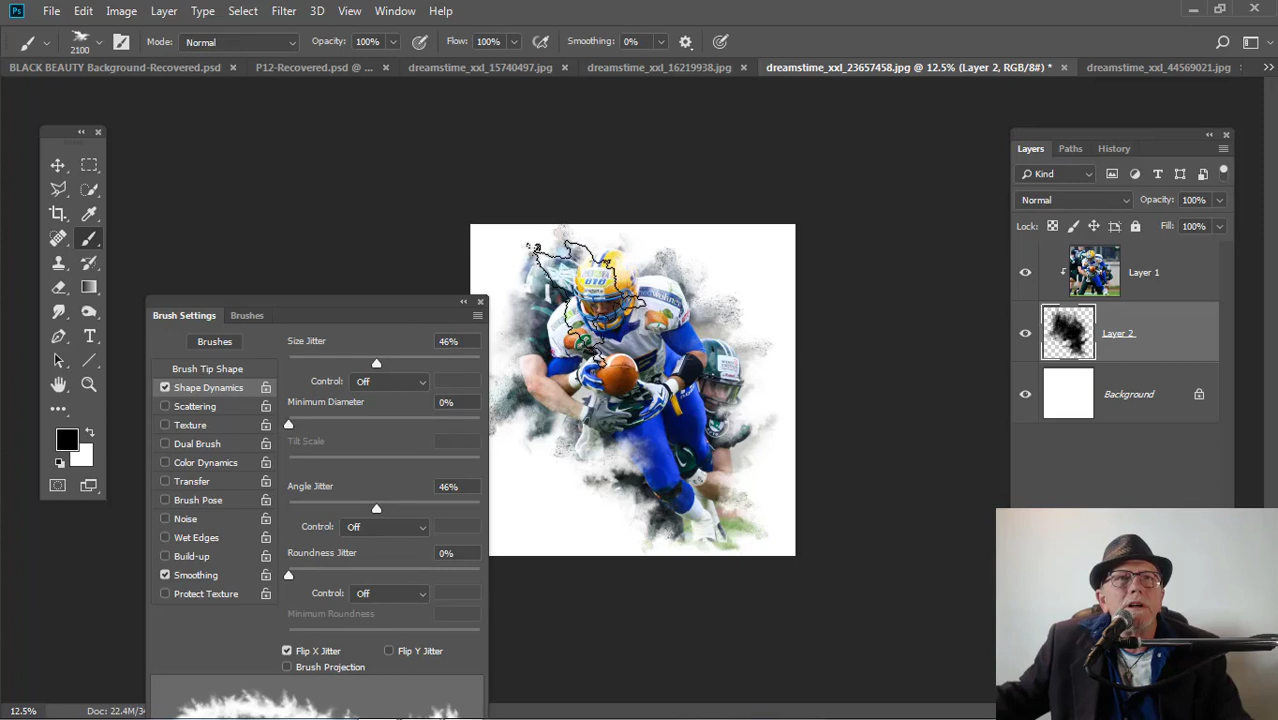 Ps File Edit Image Layer Type Select Filter 3D View Window Help
2100 Mode: Normal Opacity: 100% Flow: 100% Smoothing: 0%
BLACK BEAUTY Background-Recovered.psd × P12-Recovered.psd @ ... × dreamstime_xxl_15740497.jpg × dreamstime_xxl_16219938.jpg × dreamstime_xxl_23657458.jpg @ 12.5% (Layer 2, RGB/8#) * × dreamstime_xxl_44569021.jpg
Brush Settings Brushes
Brushes
Brush Tip Shape
Shape Dynamics
Scattering
Texture
Dual Brush
Color Dynamics
Transfer
Brush Pose
Noise
Wet Edges
Build-up
Smoothing
Protect Texture
Size Jitter 46%
Control: Off
Minimum Diameter 0%
Tilt Scale
Angle Jitter 46%
Control: Off
Roundness Jitter 0%
Control: Off
Minimum Roundness
Flip X Jitter Flip Y Jitter
Brush Projection
Layers Paths History
Kind
Normal Opacity: 100%
Lock: Fill: 100%
Layer 1
Layer 2
Background
12.5% Doc: 22.4M/3